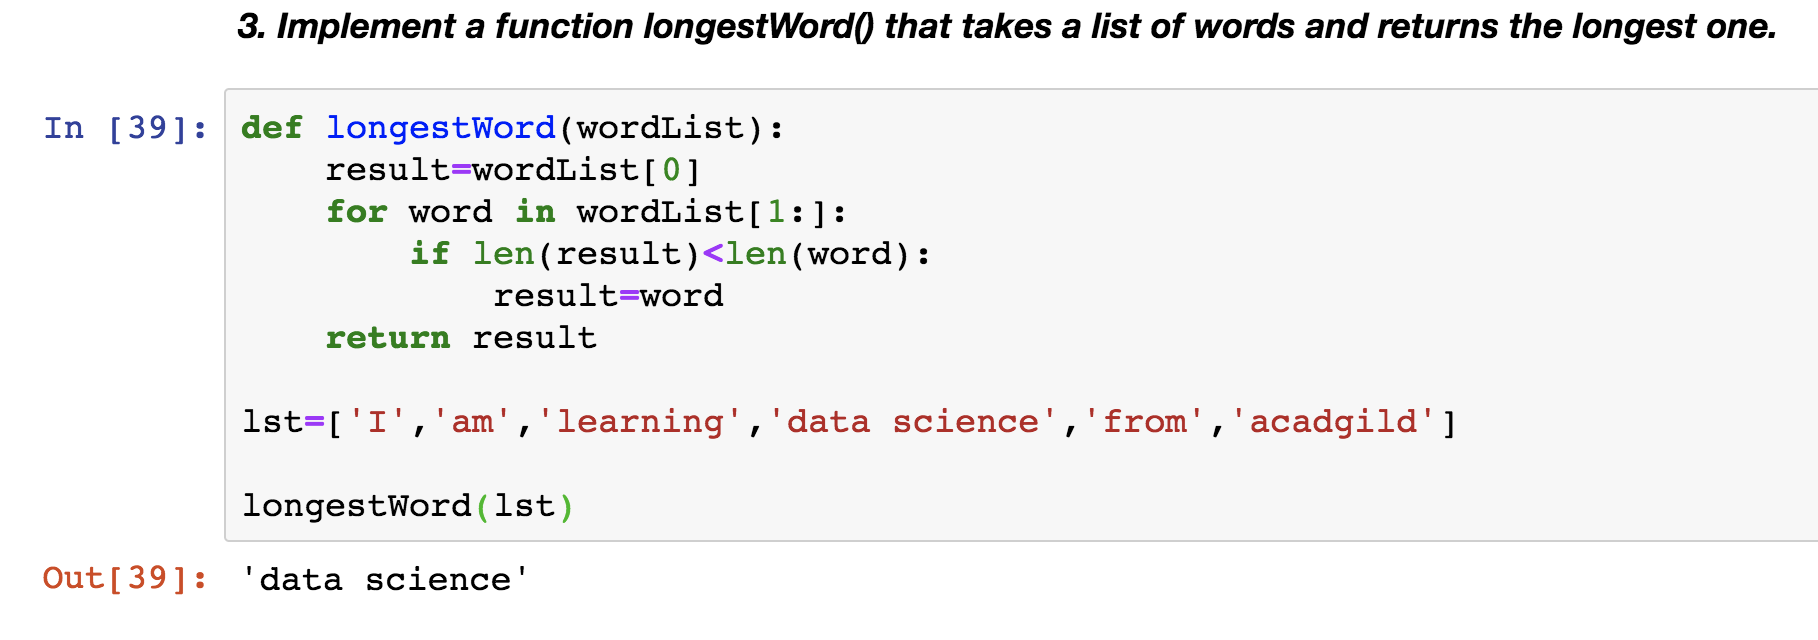 3. Implement a function longestWord() that takes a list of words and returns the longest one.
In [39]:
def longestWord(wordList):
    result=wordList[0]
    for word in wordList[1:]:
        if len(result)<len(word):
            result=word
    return result
lst=['I','am','learning','data science','from','acadgild']
longestWord(lst)
Out[39]: 'data science'